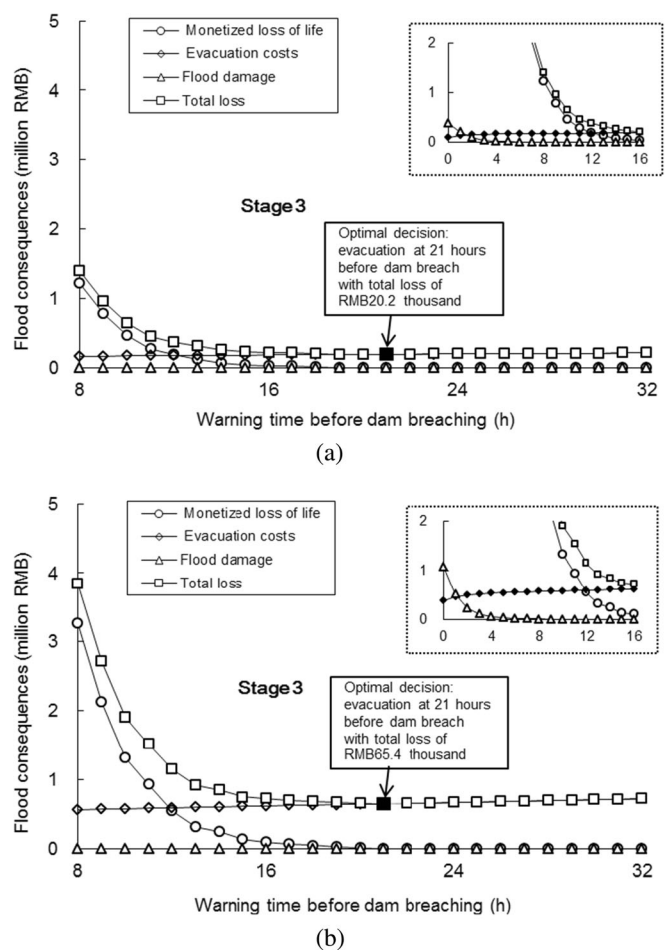 5
4
3
2
1
0
Flood consequences (million RMB)
Monetized loss of life
Evacuation costs
Flood damage
Total loss
2
1
0
0 4 8 12 16
Stage3
Optimal decision:
evacuation at 21 hours
before dam breach
with total loss of
RMB20.2 thousand
8 16 24 32
Warning time before dam breaching (h)
(a)
5
4
3
2
1
0
Flood consequences (million RMB)
Monetized loss of life
Evacuation costs
Flood damage
Total loss
2
1
0
0 4 8 12 16
Stage3
Optimal decision:
evacuation at 21 hours
before dam breach
with total loss of
RMB65.4 thousand
8 16 24 32
Warning time before dam breaching (h)
(b)